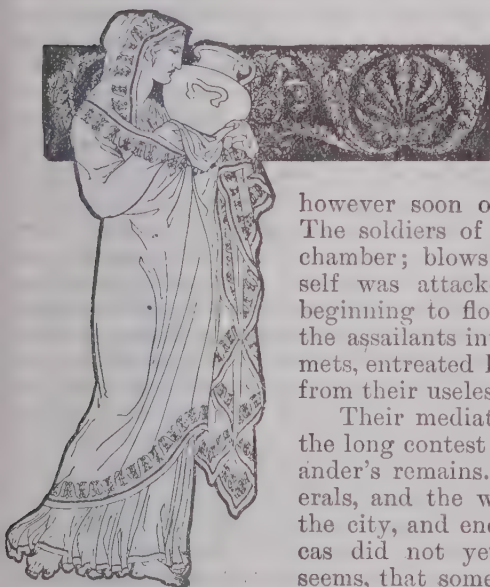 however soon o
The soldiers of
chamber; blows
self was attack
beginning to flo
the assailants in
mets, entreated
from their useles
Their mediat
the long contest
ander's remains.
erals, and the w
the city, and en
cas did not ye
seems, that some